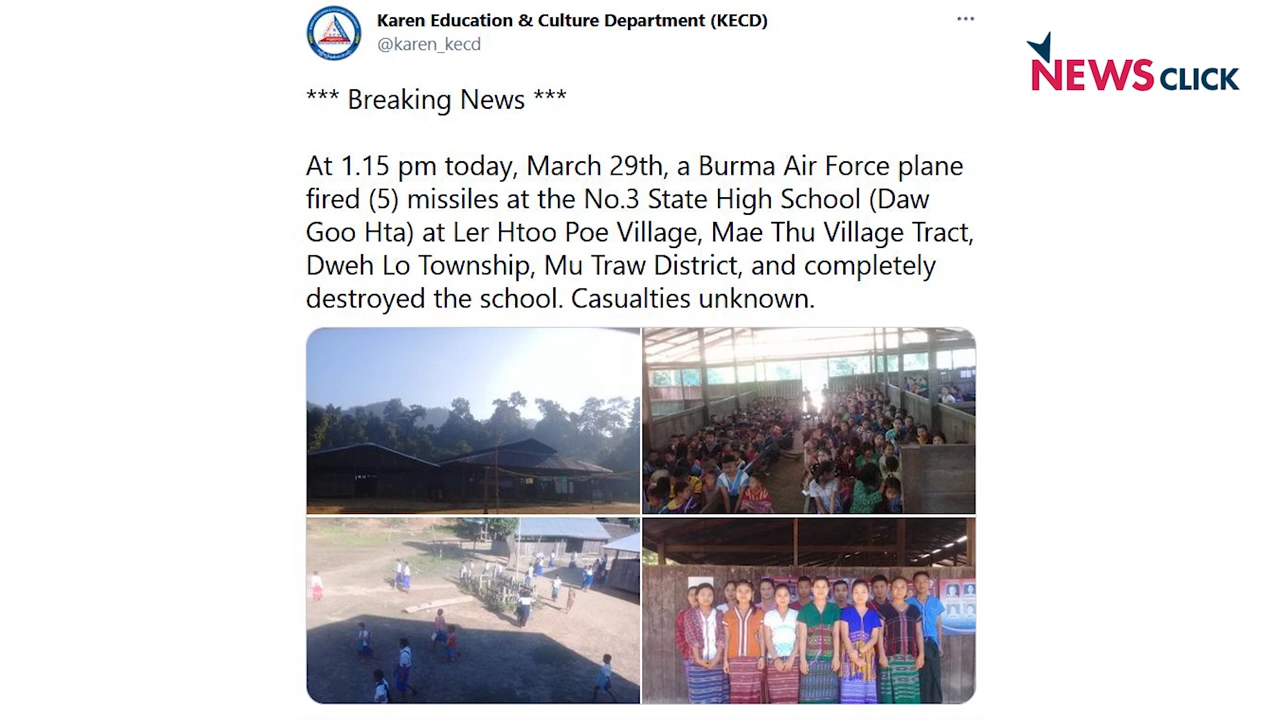 Karen Education & Culture Department (KECD)
@karen_kecd
NEWS CLICK
*** Breaking News ***
At 1.15 pm today, March 29th, a Burma Air Force plane
fired (5) missiles at the No.3 State High School (Daw
Goo Hta) at Ler Htoo Poe Village, Mae Thu Village Tract,
Dweh Lo Township, Mu Traw District, and completely
destroyed the school. Casualties unknown.